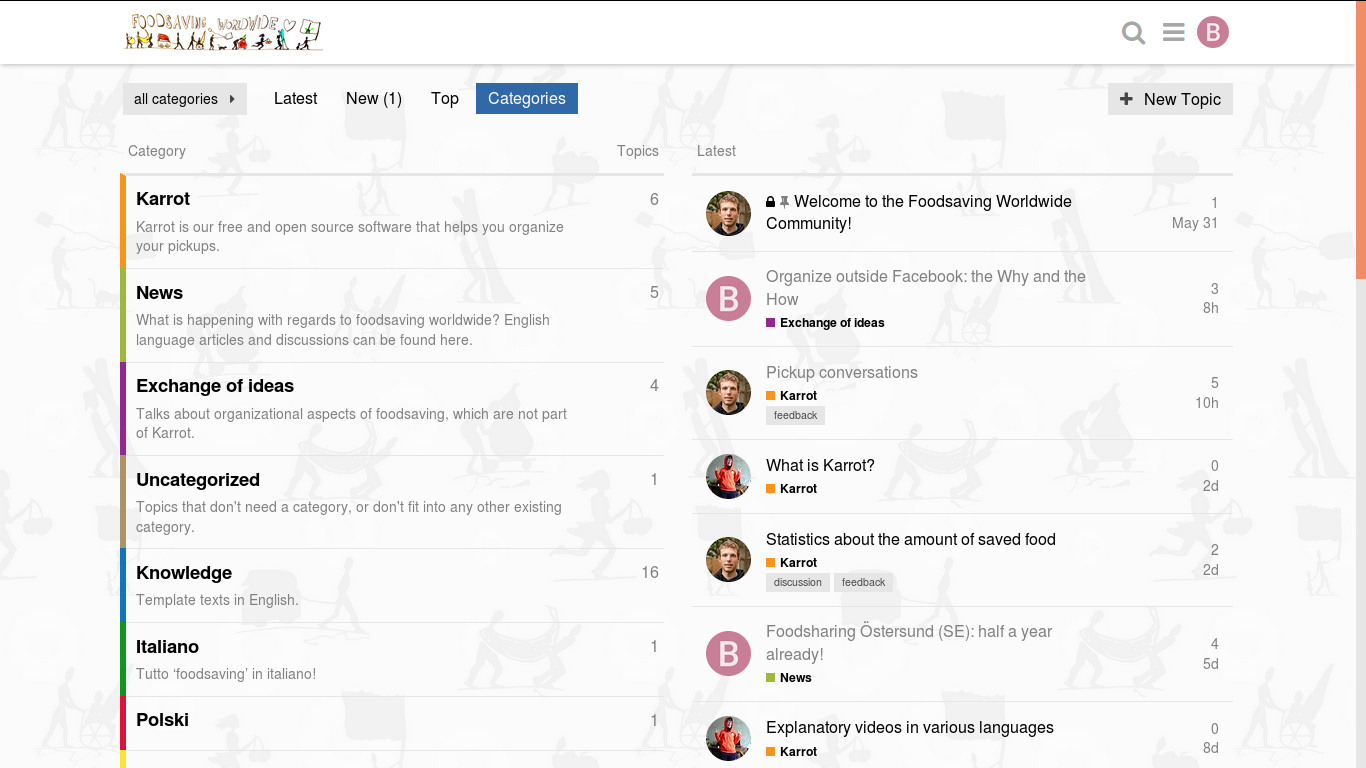 FOODSAVING WORLDWIDE
B
all categories
Latest
New (1)
Top
Categories
+ New Topic
Category
Topics
Karrot
6
Karrot is our free and open source software that helps you organize
your pickups.
News
5
What is happening with regards to foodsaving worldwide? English
language articles and discussions can be found here.
Exchange of ideas
4
Talks about organizational aspects of foodsaving, which are not part
of Karrot.
Uncategorized
1
Topics that don't need a category, or don't fit into any other existing
category.
Knowledge
16
Template texts in English.
Italiano
1
Tutto ‘foodsaving’ in italiano!
Polski
1
Latest
Welcome to the Foodsaving Worldwide
Community!
1
May 31
B
Organize outside Facebook: the Why and the
How
Exchange of ideas
3
8h
Pickup conversations
Karrot
feedback
5
10h
What is Karrot?
Karrot
0
2d
Statistics about the amount of saved food
Karrot
discussion feedback
2
2d
B
Foodsharing Östersund (SE): half a year
already!
News
4
5d
Explanatory videos in various languages
Karrot
0
8d